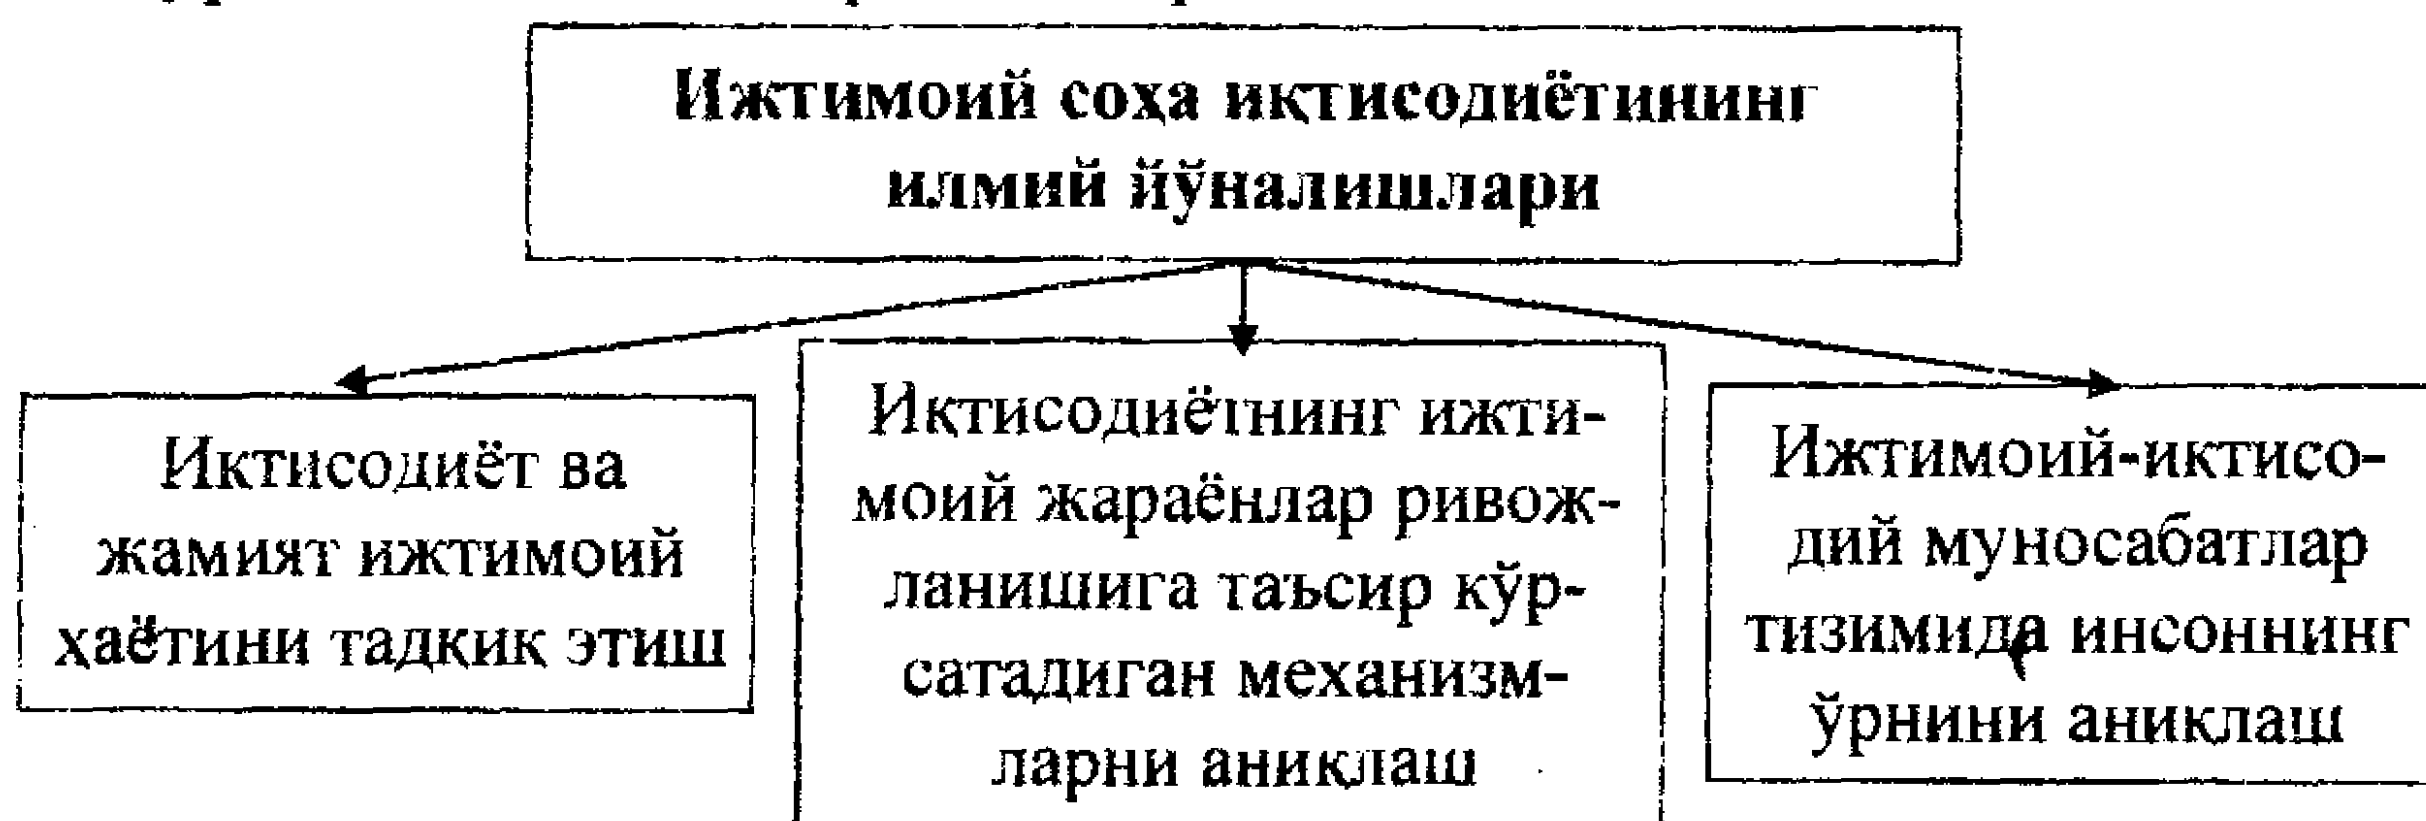 Ижтимоий соҳа иқтисодиётининг
илмий йўналишлари
Иқтисодиёт ва
жамият ижтимоий
ҳаётини тадқиқ этиш
Иқтисодиётнинг ижти-
моий жараёнлар ривож-
ланишига таъсир кўр-
сатадиган механизм-
ларни аниқлаш
Ижтимоий-иқтисо-
дий муносабатлар
тизимида инсоннинг
ўрнини аниқлаш